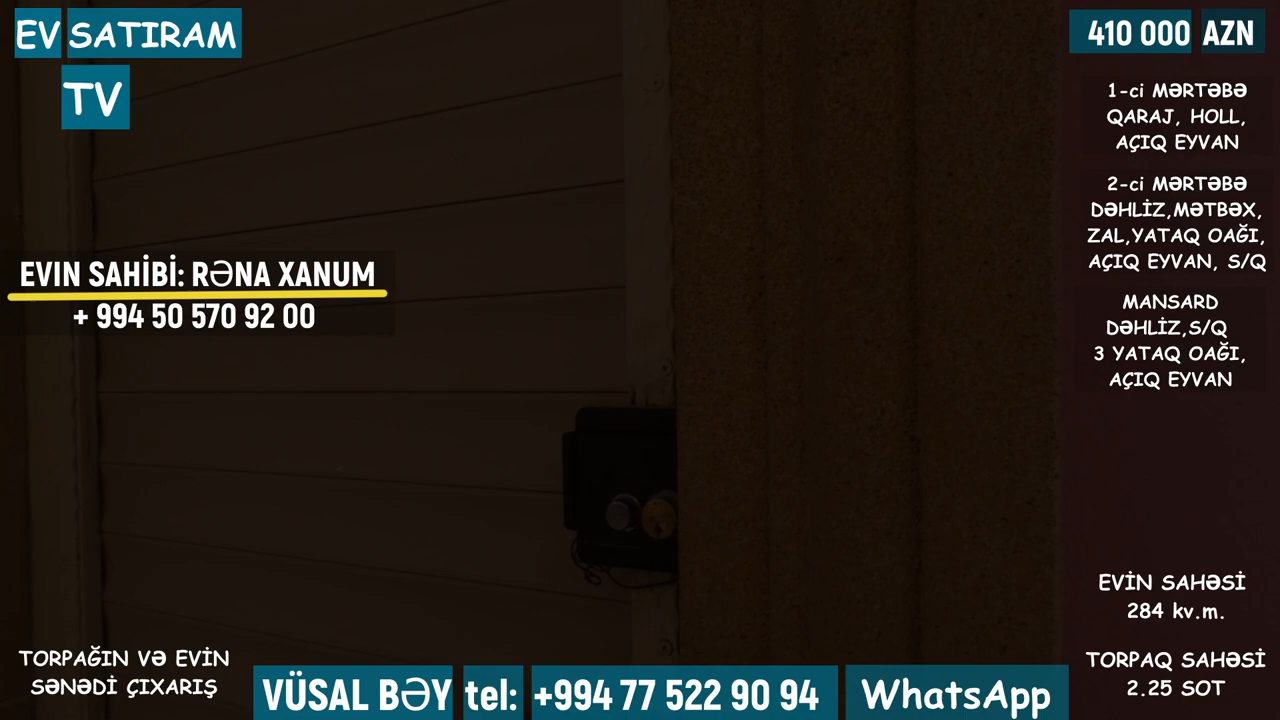 EV SATIRAM
TV
410 000 AZN
1-ci MƏRTƏBƏ
QARAJ, HOLL,
AÇIQ EYVAN
2-ci MƏRTƏBƏ
DƏHLİZ,MƏTBƏX,
ZAL,YATAQ OAĞI,
AÇIQ EYVAN, S/Q
MANSARD
DƏHLİZ,S/Q
3 YATAQ OAĞI,
AÇIQ EYVAN
EVIN SAHİBİ: RƏNA XANUM
+ 994 50 570 92 00
EVİN SAHƏSİ
284 kv.m.
TORPAQ SAHƏSİ
2.25 SOT
TORPAĞIN VƏ EVİN
SƏNƏDİ ÇIXARIŞ
VÜSAL BƏY tel: +994 77 522 90 94 WhatsApp